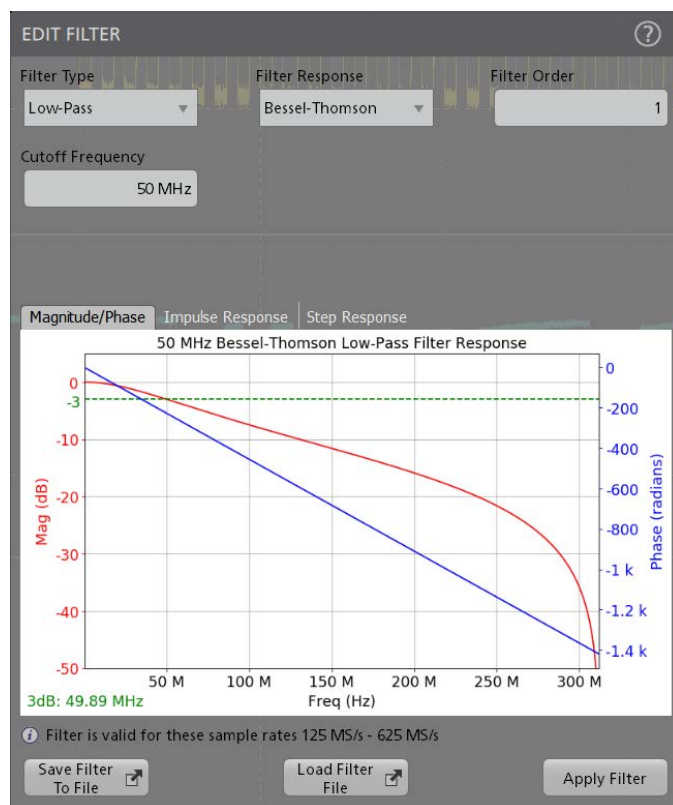 EDIT FILTER ?
Filter Type Filter Response Filter Order
Low-Pass Bessel-Thomson 1
Cutoff Frequency
50 MHz
Magnitude/Phase Impulse Response Step Response
50 MHz Bessel-Thomson Low-Pass Filter Response
0
-3
-10
-20
-30
-40
-50
Mag (dB)
0
-200
-400
-600
-800
-1 k
-1.2 k
-1.4 k
Phase (radians)
50 M 100 M 150 M 200 M 250 M 300 M
3dB: 49.89 MHz Freq (Hz)
i Filter is valid for these sample rates 125 MS/s - 625 MS/s
Save Filter
To File
Load Filter
File
Apply Filter